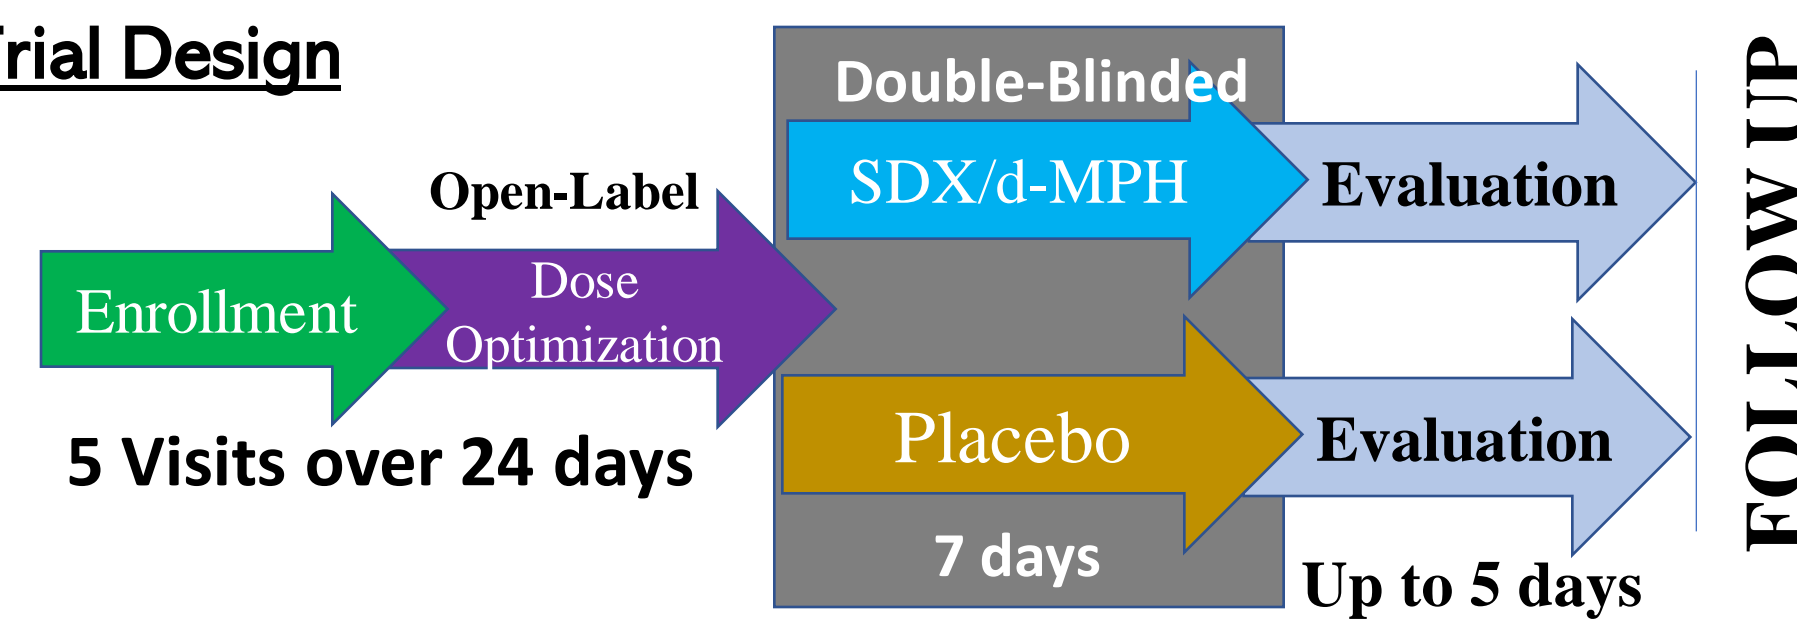 Trial Design
Double-Blinded
Open-Label
Enrollment
Dose
Optimization
SDX/d-MPH
Evaluation
Placebo
Evaluation
5 Visits over 24 days
7 days
Up to 5 days
FOLLOW UP